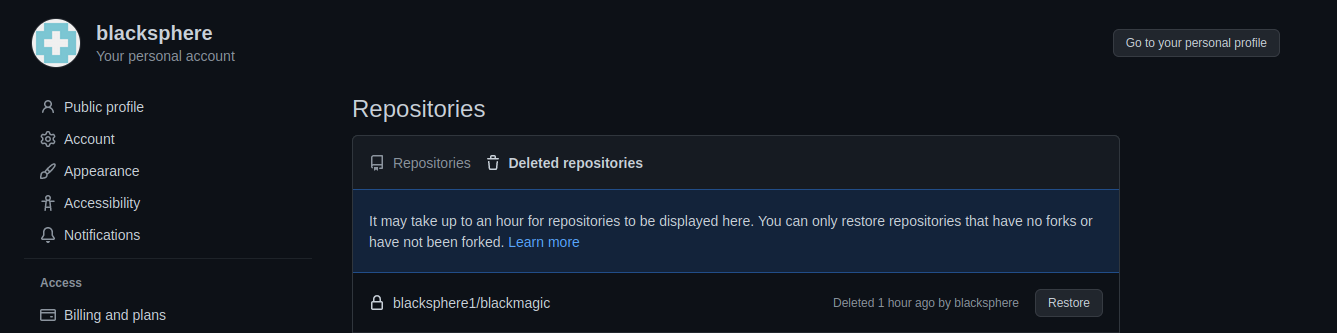 blacksphere
Your personal account
Go to your personal profile
Public profile
Account
Appearance
Accessibility
Notifications
Access
Billing and plans
Repositories
Repositories Deleted repositories
It may take up to an hour for repositories to be displayed here. You can only restore repositories that have no forks or
have not been forked. Learn more
blacksphere1/blackmagic Deleted 1 hour ago by blacksphere Restore